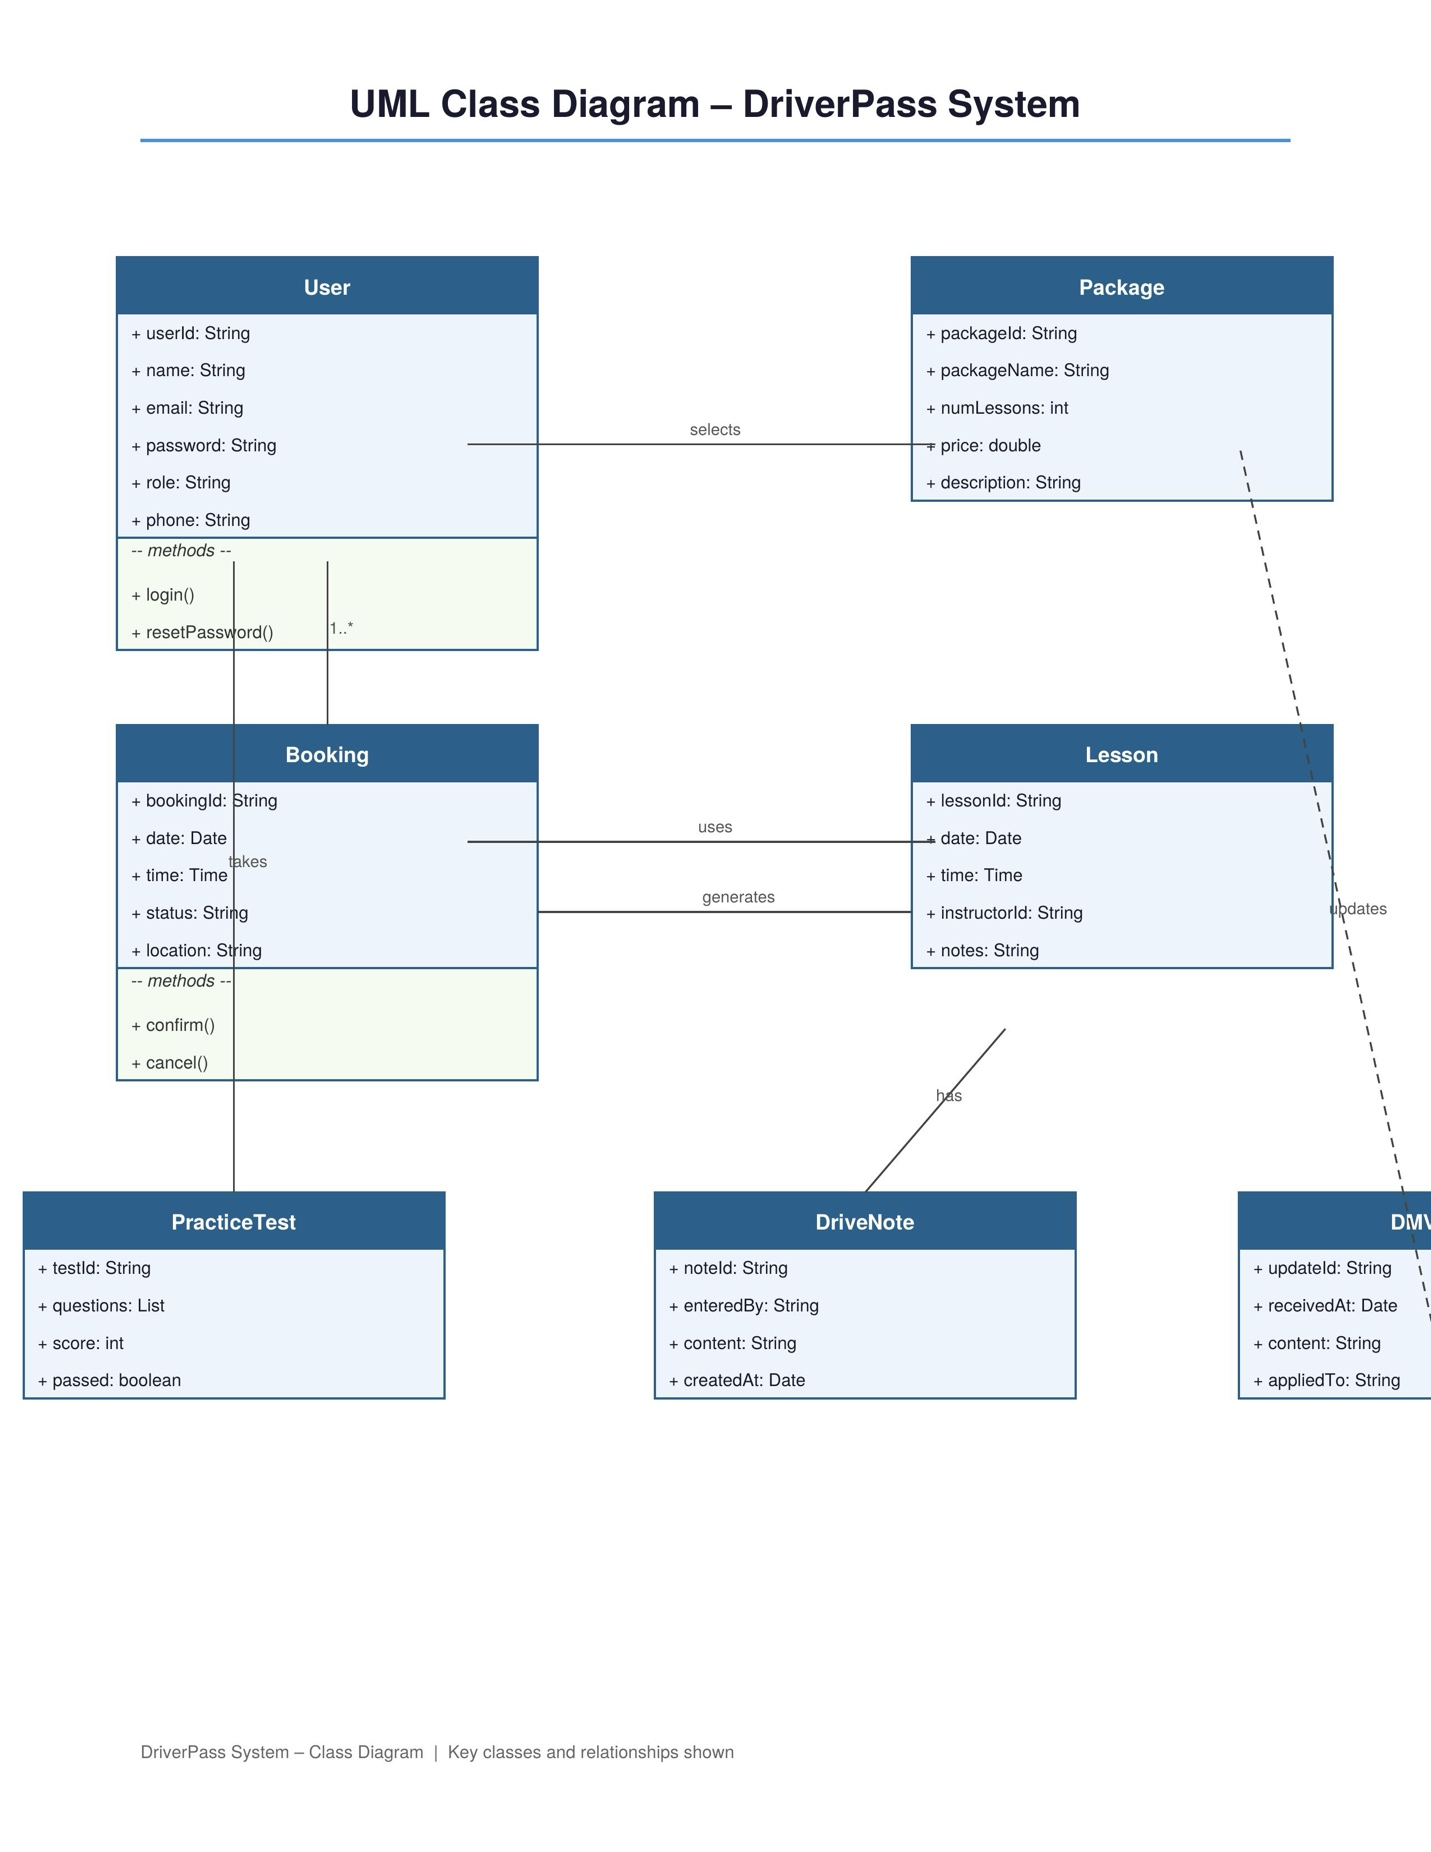 UML Class Diagram – DriverPass System
User
+ userId: String
+ name: String
+ email: String
+ password: String
+ role: String
+ phone: String
-- methods --
+ login()
+ resetPassword()
1..*
selects
Package
+ packageId: String
+ packageName: String
+ numLessons: int
+ price: double
+ description: String
Booking
+ bookingId: String
+ date: Date
takes
+ time: Time
+ status: String
+ location: String
-- methods --
+ confirm()
+ cancel()
uses
generates
Lesson
+ lessonId: String
+ date: Date
+ time: Time
+ instructorId: String
+ notes: String
updates
has
PracticeTest
+ testId: String
+ questions: List
+ score: int
+ passed: boolean
DriveNote
+ noteId: String
+ enteredBy: String
+ content: String
+ createdAt: Date
DMV
+ updateId: String
+ receivedAt: Date
+ content: String
+ appliedTo: String
DriverPass System – Class Diagram | Key classes and relationships shown